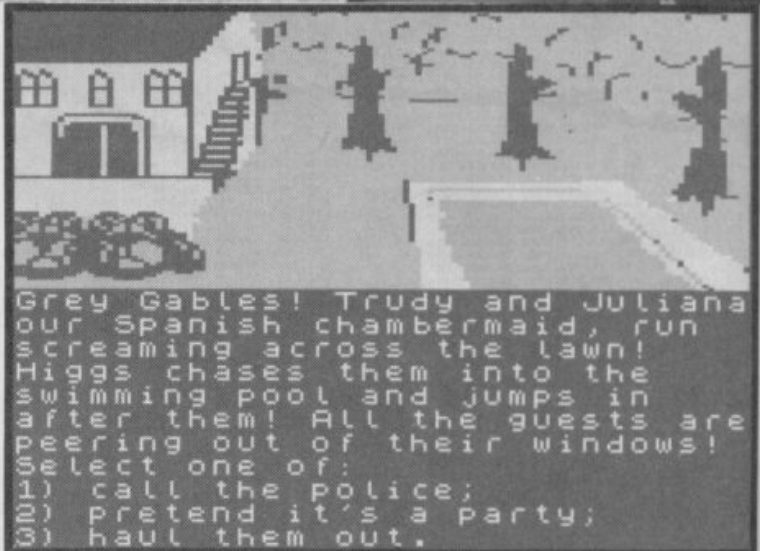 Grey Gables! Trudy and Juliana
our Spanish chambermaid, run
screaming across the lawn!
Higgs chases them into the
swimming pool and jumps in
after them! All the guests are
peering out of their windows!
Select one of:
1) call the police;
2) pretend it's a party;
3) haul them out.